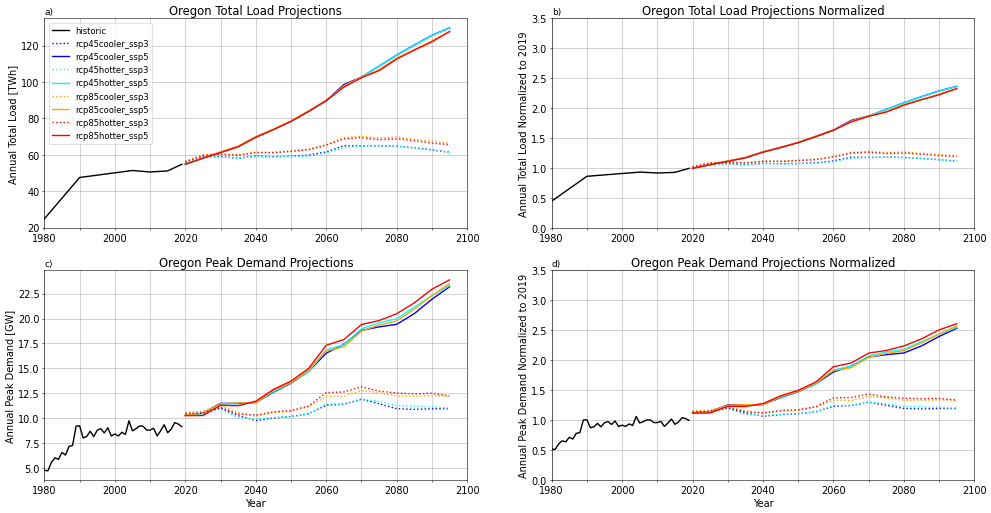 a)
Oregon Total Load Projections
Annual Total Load [TWh]
120
100
80
60
40
20
historic
rcp45cooler_ssp3
rcp45cooler_ssp5
rcp45hotter_ssp3
rcp45hotter_ssp5
rcp85cooler_ssp3
rcp85cooler_ssp5
rcp85hotter_ssp3
rcp85hotter_ssp5
1980 2000 2020 2040 2060 2080 2100
b)
Oregon Total Load Projections Normalized
Annual Total Load Normalized to 2019
3.5
3.0
2.5
2.0
1.5
1.0
0.5
0.0
1980 2000 2020 2040 2060 2080 2100
c)
Oregon Peak Demand Projections
Annual Peak Demand [GW]
22.5
20.0
17.5
15.0
12.5
10.0
7.5
5.0
1980 2000 2020 2040 2060 2080 2100
Year
d)
Oregon Peak Demand Projections Normalized
Annual Peak Demand Normalized to 2019
3.5
3.0
2.5
2.0
1.5
1.0
0.5
0.0
1980 2000 2020 2040 2060 2080 2100
Year